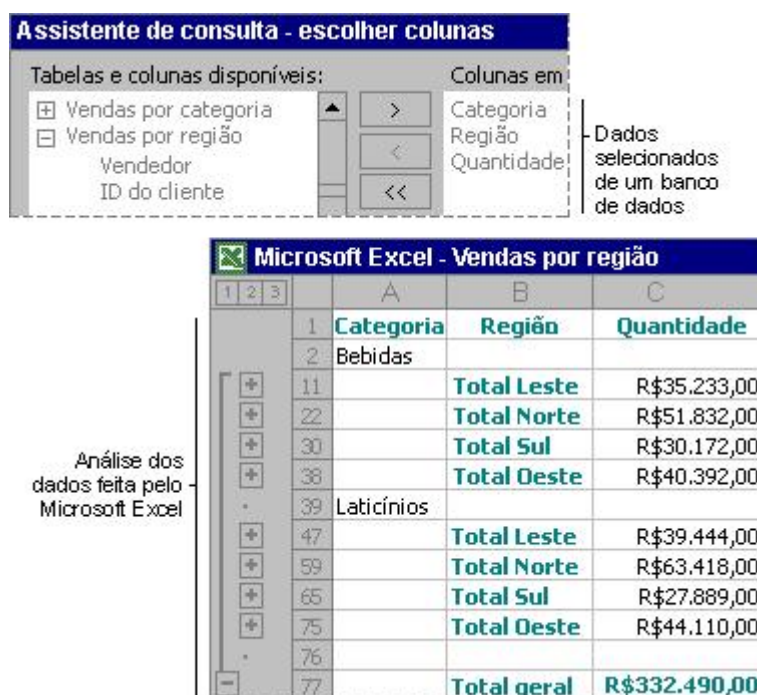 Assistente de consulta - escolher colunas
Tabelas e colunas disponíveis:
Colunas em
Vendas por categoria
Vendas por região
Vendedor
ID do cliente
>
<
<<
Categoria
Região
Quantidade
Dados
selecionados
de um banco
de dados
Microsoft Excel - Vendas por região
1 2 3 A B C
1 Categoria Região Quantidade
2 Bebidas
11 Total Leste R$35.233,00
22 Total Norte R$51.832,00
30 Total Sul R$30.172,00
38 Total Oeste R$40.392,00
39 Laticínios
47 Total Leste R$39.444,00
59 Total Norte R$63.418,00
65 Total Sul R$27.889,00
75 Total Oeste R$44.110,00
76
77 Total geral R$332.490,00
Análise dos
dados feita pelo
Microsoft Excel